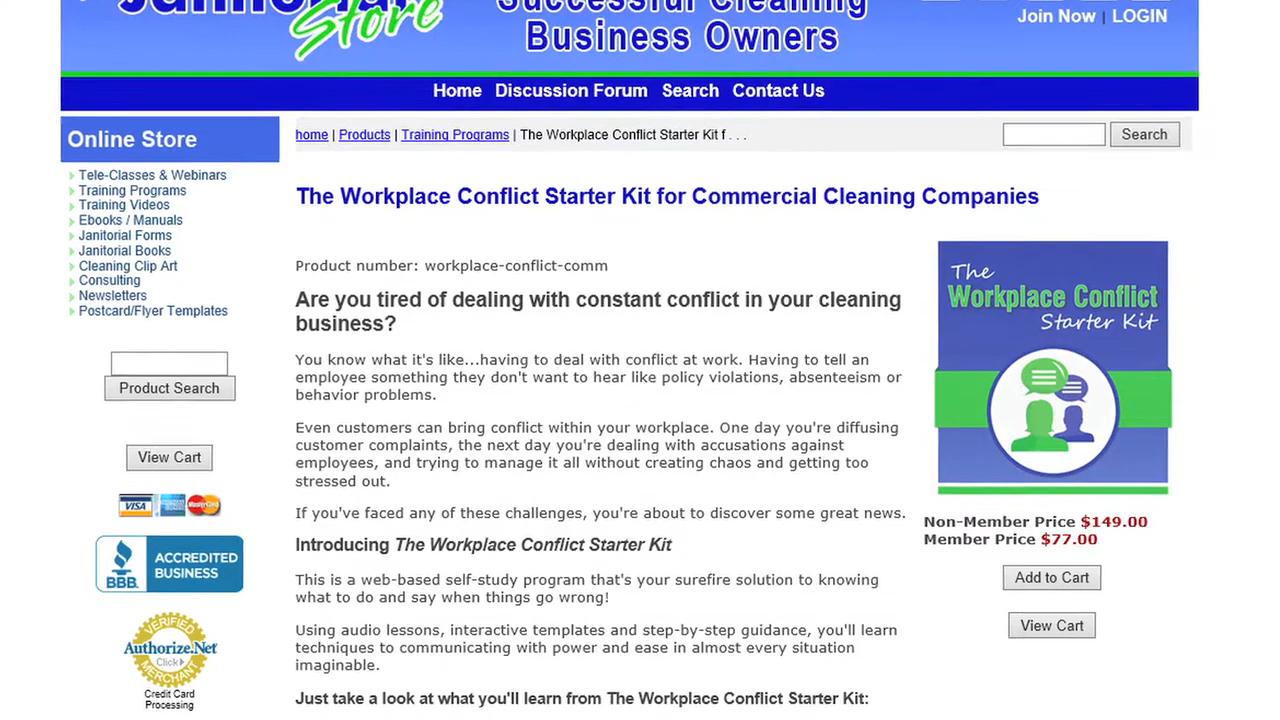 Janitorial
Store
Successful Cleaning
Business Owners
Join Now | LOGIN
Home Discussion Forum Search Contact Us
Online Store
Tele-Classes & Webinars
Training Programs
Training Videos
Ebooks / Manuals
Janitorial Forms
Janitorial Books
Cleaning Clip Art
Consulting
Newsletters
Postcard/Flyer Templates
Product Search
View Cart
VISA
MasterCard
BBB.
ACCREDITED
BUSINESS
VERIFIED
Authorize.Net
Click
MERCHANT
Credit Card
Processing
home | Products | Training Programs | The Workplace Conflict Starter Kit f . . .
Search
The Workplace Conflict Starter Kit for Commercial Cleaning Companies
Product number: workplace-conflict-comm
Are you tired of dealing with constant conflict in your cleaning
business?
You know what it's like...having to deal with conflict at work. Having to tell an
employee something they don't want to hear like policy violations, absenteeism or
behavior problems.
Even customers can bring conflict within your workplace. One day you're diffusing
customer complaints, the next day you're dealing with accusations against
employees, and trying to manage it all without creating chaos and getting too
stressed out.
If you've faced any of these challenges, you're about to discover some great news.
Introducing The Workplace Conflict Starter Kit
This is a web-based self-study program that's your surefire solution to knowing
what to do and say when things go wrong!
Using audio lessons, interactive templates and step-by-step guidance, you'll learn
techniques to communicating with power and ease in almost every situation
imaginable.
Just take a look at what you'll learn from The Workplace Conflict Starter Kit:
The
Workplace Conflict
Starter Kit
Non-Member Price $149.00
Member Price $77.00
Add to Cart
View Cart